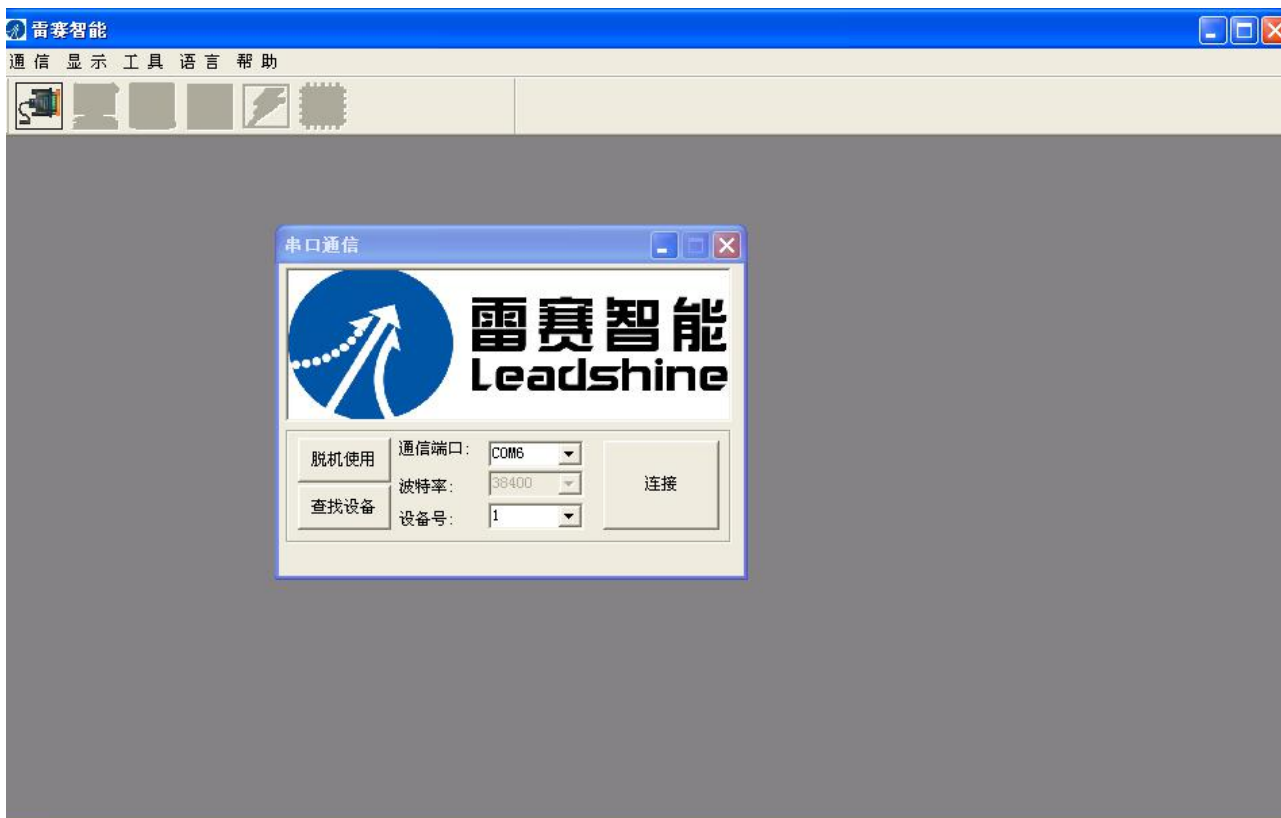 雷赛智能
通信 显示 工具 语言 帮助
串口通信
雷赛智能
Leadshine
脱机使用
通信端口:
COM6
波特率:
38400
连接
查找设备
设备号:
1